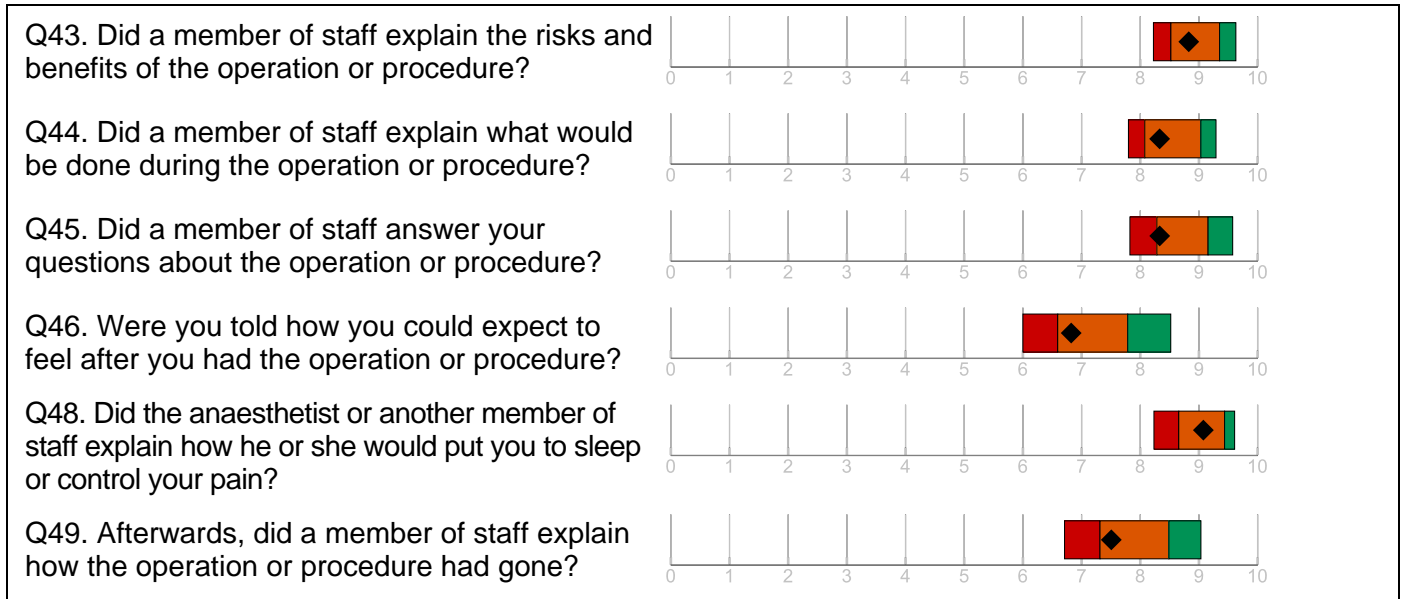 Q43. Did a member of staff explain the risks and
benefits of the operation or procedure?
0 1 2 3 4 5 6 7 8 9 10
Q44. Did a member of staff explain what would
be done during the operation or procedure?
0 1 2 3 4 5 6 7 8 9 10
Q45. Did a member of staff answer your
questions about the operation or procedure?
0 1 2 3 4 5 6 7 8 9 10
Q46. Were you told how you could expect to
feel after you had the operation or procedure?
0 1 2 3 4 5 6 7 8 9 10
Q48. Did the anaesthetist or another member of
staff explain how he or she would put you to sleep
or control your pain?
0 1 2 3 4 5 6 7 8 9 10
Q49. Afterwards, did a member of staff explain
how the operation or procedure had gone?
0 1 2 3 4 5 6 7 8 9 10